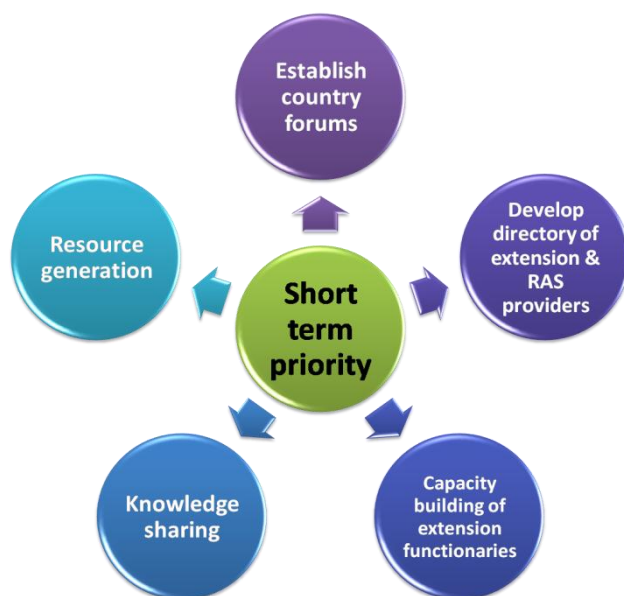 Establish
country
forums
Develop
directory of
extension &
RAS
providers
Capacity
building of
extension
functionaries
Knowledge
sharing
Resource
generation
Short
term
priority